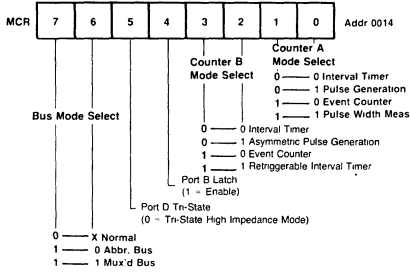 MCR 7 6 5 4 3 2 1 0 Addr 0014
Counter A
Mode Select
Counter B
Mode Select
0 0 Interval Timer
0 1 Pulse Generation
1 0 Event Counter
1 1 Pulse Width Meas
Bus Mode Select
0 0 Interval Timer
0 1 Asymmetric Pulse Generation
1 0 Event Counter
1 1 Retriggerable Interval Timer
Port B Latch
(1 = Enable)
Port D Tri-State
(0 = Tri-State High Impedance Mode)
0 X Normal
1 0 Abbr. Bus
1 1 Mux'd Bus